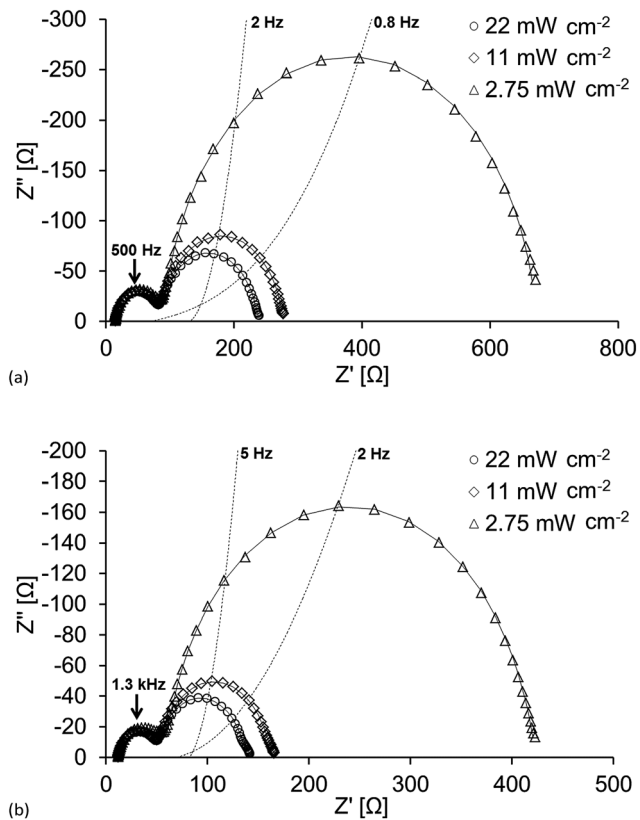 -300
2 Hz
0.8 Hz
22 mW cm-2
11 mW cm-2
2.75 mW cm-2
-250
-200
Z'' [Ω]
-150
-100
500 Hz
-50
0
0
200
400
600
800
Z' [Ω]
(a)
-200
5 Hz
2 Hz
22 mW cm-2
11 mW cm-2
2.75 mW cm-2
-180
-160
-140
-120
Z'' [Ω]
-100
-80
-60
1.3 kHz
-40
-20
0
0
100
200
300
400
500
Z' [Ω]
(b)